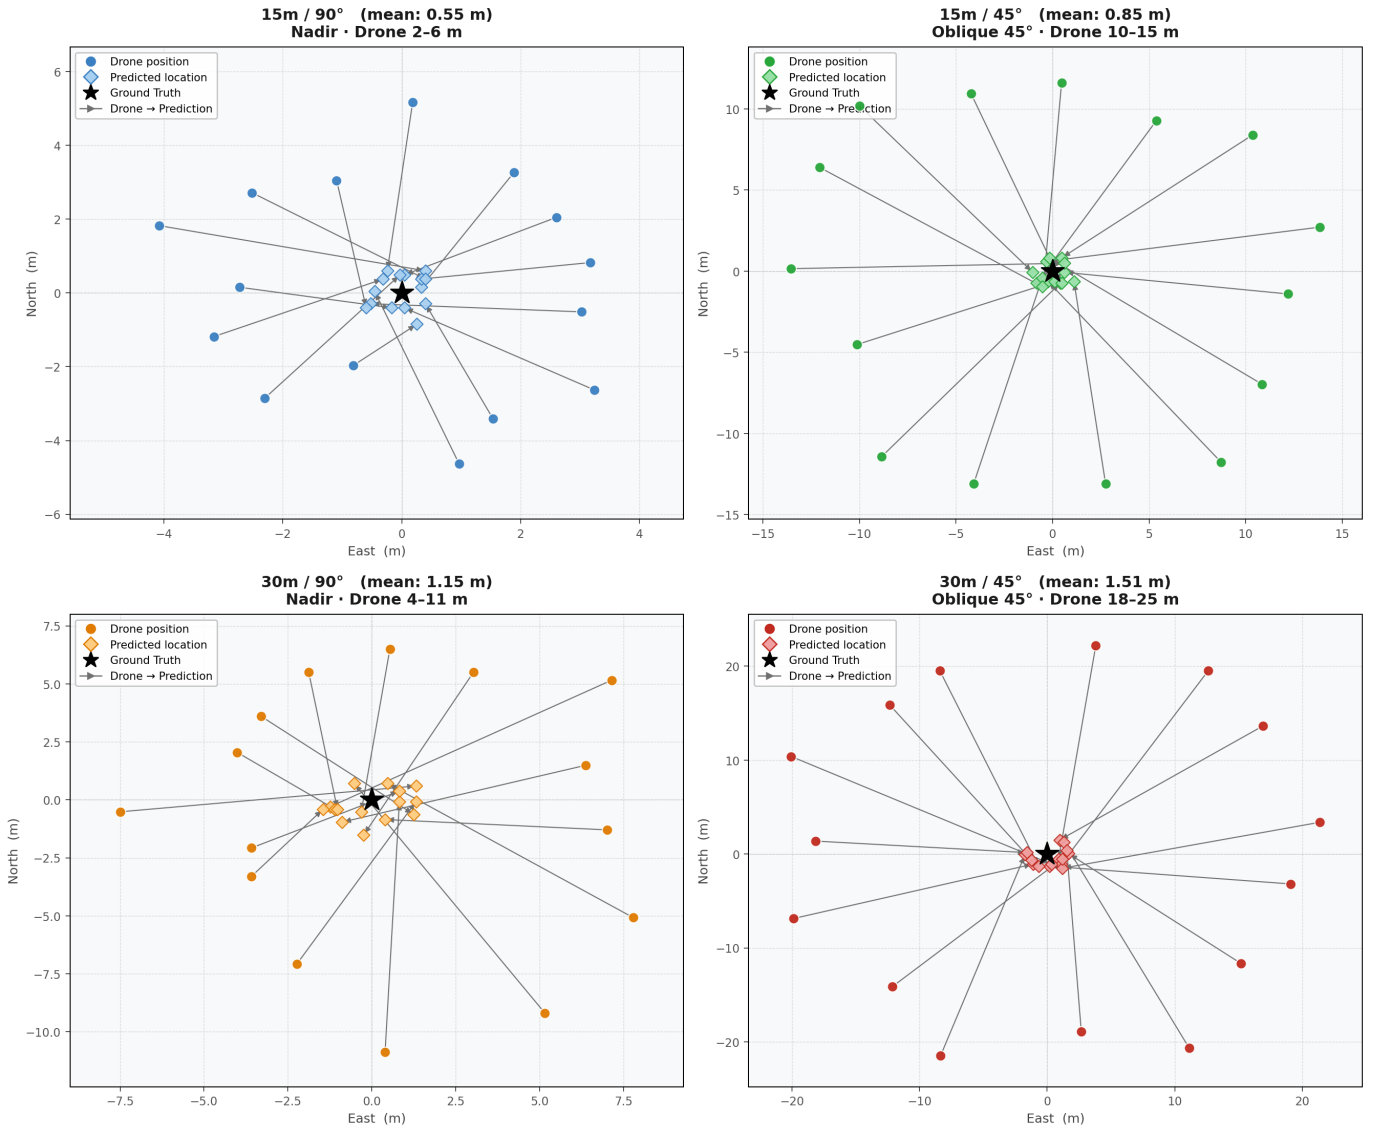 15m / 90°   (mean: 0.55 m)
Nadir · Drone 2–6 m
Drone position
Predicted location
Ground Truth
Drone → Prediction
6
4
2
0
−2
−4
−6
North (m)
−4
−2
0
2
4
East (m)
15m / 45°   (mean: 0.85 m)
Oblique 45° · Drone 10–15 m
Drone position
Predicted location
Ground Truth
Drone → Prediction
10
5
0
−5
−10
−15
North (m)
−15
−10
−5
0
5
10
15
East (m)
30m / 90°   (mean: 1.15 m)
Nadir · Drone 4–11 m
Drone position
Predicted location
Ground Truth
Drone → Prediction
7.5
5.0
2.5
0.0
−2.5
−5.0
−7.5
−10.0
North (m)
−7.5
−5.0
−2.5
0.0
2.5
5.0
7.5
East (m)
30m / 45°   (mean: 1.51 m)
Oblique 45° · Drone 18–25 m
Drone position
Predicted location
Ground Truth
Drone → Prediction
20
10
0
−10
−20
North (m)
−20
−10
0
10
20
East (m)